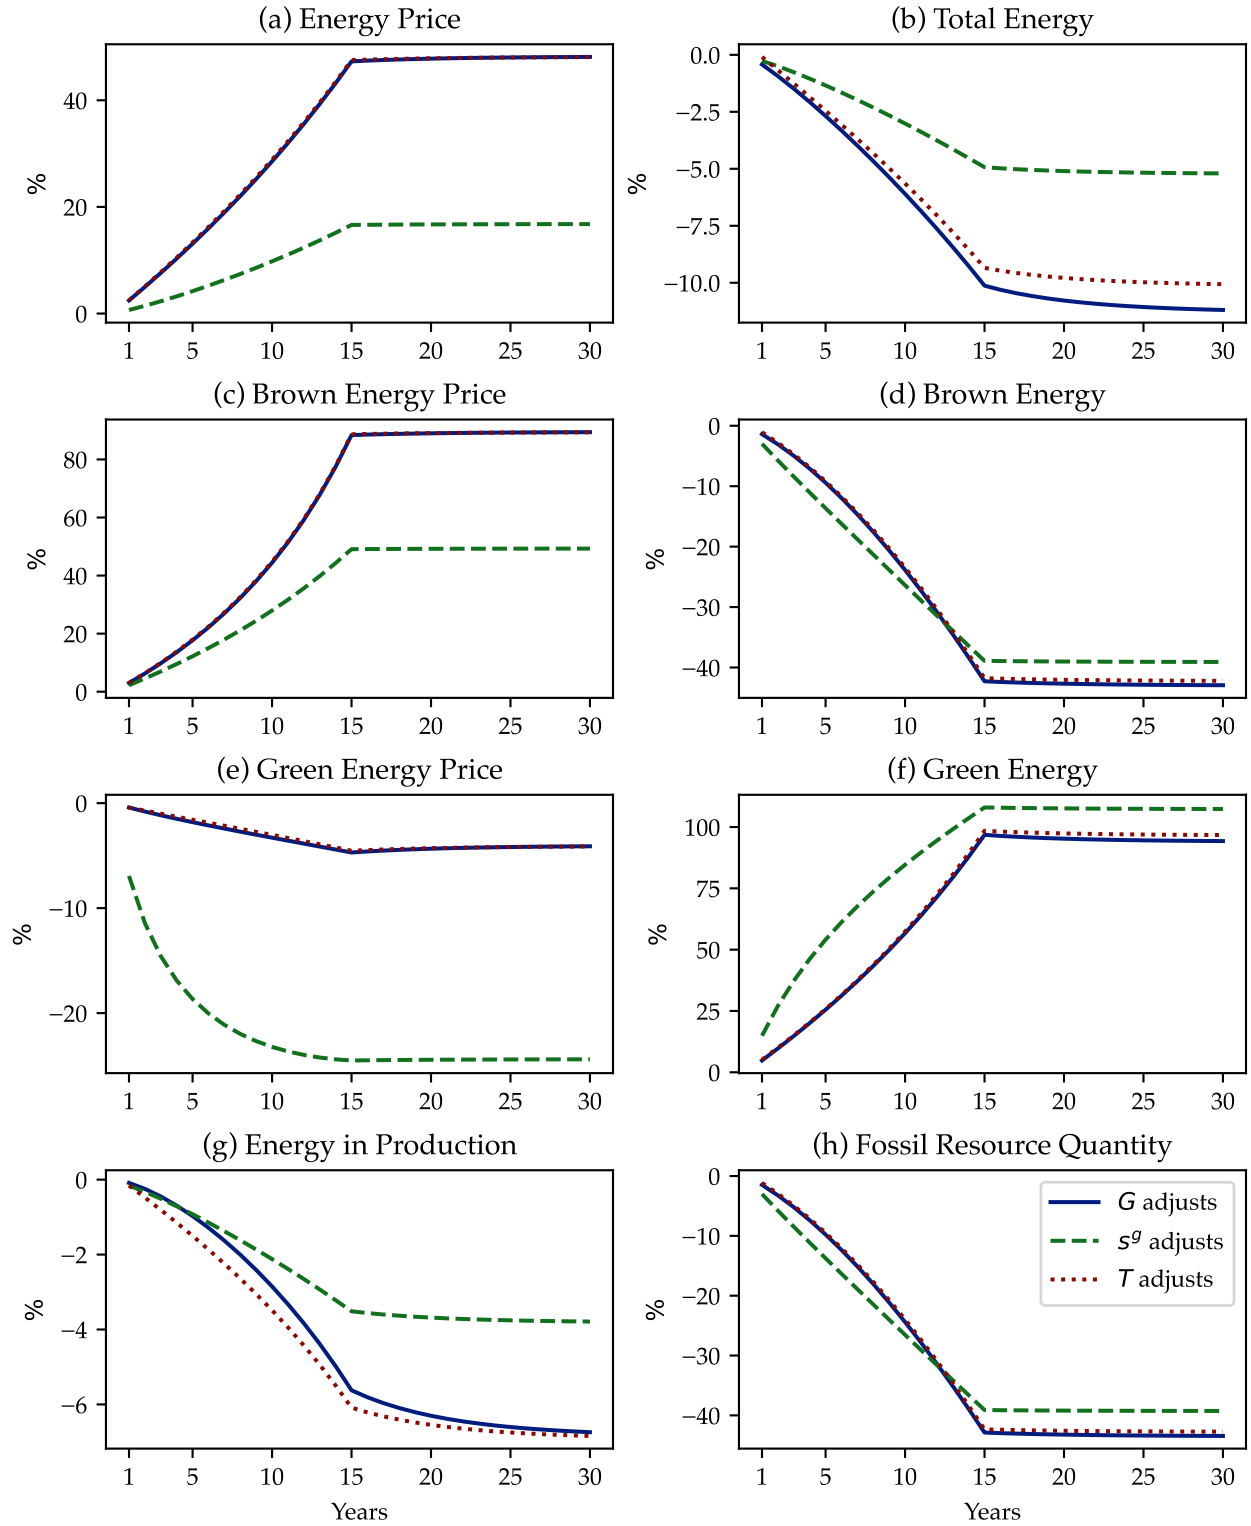 (a) Energy Price
(b) Total Energy
%
40
20
0
1 5 10 15 20 25 30
%
0.0
−2.5
−5.0
−7.5
−10.0
1 5 10 15 20 25 30
(c) Brown Energy Price
(d) Brown Energy
%
80
60
40
20
0
1 5 10 15 20 25 30
%
0
−10
−20
−30
−40
1 5 10 15 20 25 30
(e) Green Energy Price
(f) Green Energy
%
0
−10
−20
1 5 10 15 20 25 30
%
100
75
50
25
0
1 5 10 15 20 25 30
(g) Energy in Production
(h) Fossil Resource Quantity
%
0
−2
−4
−6
1 5 10 15 20 25 30
Years
%
0
−10
−20
−30
−40
G adjusts
s^g adjusts
T adjusts
1 5 10 15 20 25 30
Years